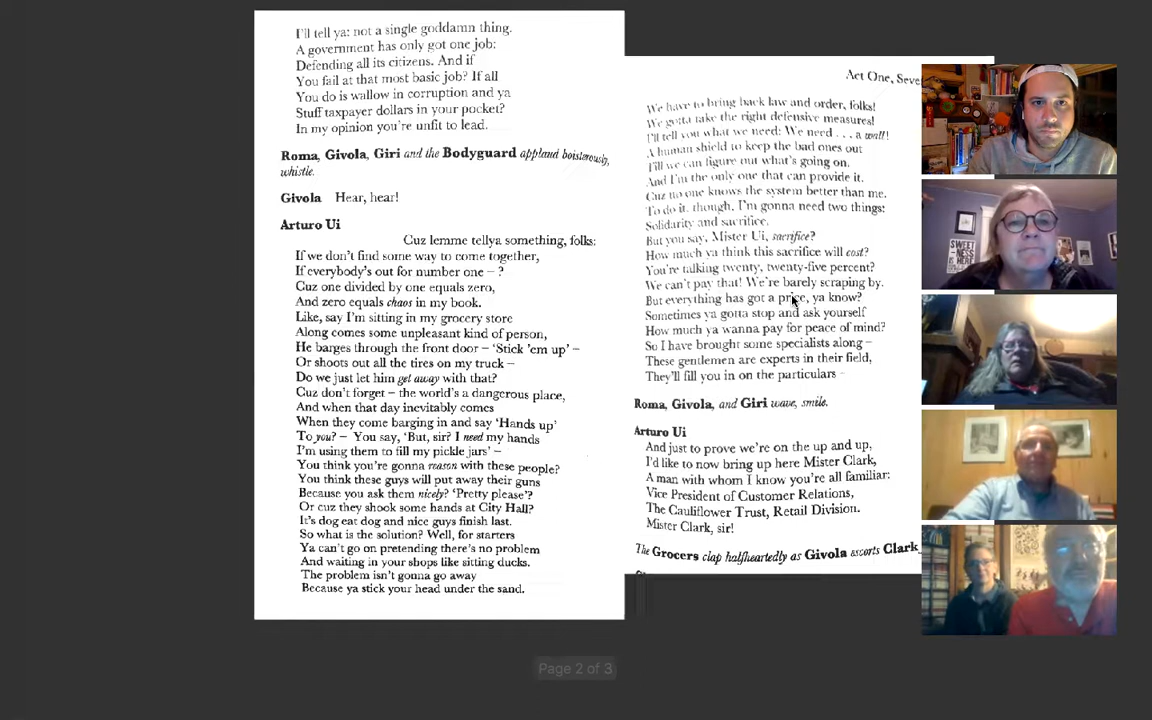 I'll tell ya: not a single goddamn thing.
A government has only got one job:
Defending all its citizens. And if
You fail at that most basic job? If all
You do is wallow in corruption and ya
Stuff taxpayer dollars in your pocket?
In my opinion you're unfit to lead.
Roma, Givola, Giri and the Bodyguard applaud boisterously,
whistle.
Givola Hear, hear!
Arturo Ui
Cuz lemme tellya something, folks:
If we don't find some way to come together,
If everybody's out for number one – ?
Cuz one divided by one equals zero,
And zero equals chaos in my book.
Like, say I'm sitting in my grocery store
Along comes some unpleasant kind of person,
He barges through the front door – 'Stick 'em up' –
Or shoots out all the tires on my truck –
Do we just let him get away with that?
Cuz don't forget – the world's a dangerous place,
And when that day inevitably comes
When they come barging in and say 'Hands up'
To you? – You say, 'But, sir? I need my hands
I'm using them to fill my pickle jars' –
You think you're gonna reason with these people?
You think these guys will put away their guns
Because you ask them nicely? 'Pretty please'?
Or cuz they shook some hands at City Hall?
It's dog eat dog and nice guys finish last.
So what is the solution? Well, for starters
Ya can't go on pretending there's no problem
And waiting in your shops like sitting ducks.
The problem isn't gonna go away
Because ya stick your head under the sand.
Act One, Seve
We have to bring back law and order, folks!
We gotta take the right defensive measures!
I'll tell you what we need: We need . . . a wall!
A human shield to keep the bad ones out
Till we can figure out what's going on.
And I'm the only one that can provide it.
Cuz no one knows the system better than me.
To do it, though, I'm gonna need two things:
Solidarity and sacrifice.
But you say, Mister Ui, sacrifice?
How much ya think this sacrifice will cost?
You're talking twenty, twenty-five percent?
We can't pay that! We're barely scraping by.
But everything has got a price, ya know?
Sometimes ya gotta stop and ask yourself
How much ya wanna pay for peace of mind?
So I have brought some specialists along –
These gentlemen are experts in their field,
They'll fill you in on the particulars –
Roma, Givola, and Giri wave, smile.
Arturo Ui
And just to prove we're on the up and up,
I'd like to now bring up here Mister Clark,
A man with whom I know you're all familiar:
Vice President of Customer Relations,
The Cauliflower Trust, Retail Division.
Mister Clark, sir!
The Grocers clap halfheartedly as Givola escorts Clark
SWEET-
NESS
IS
HERE
Page 2 of 3